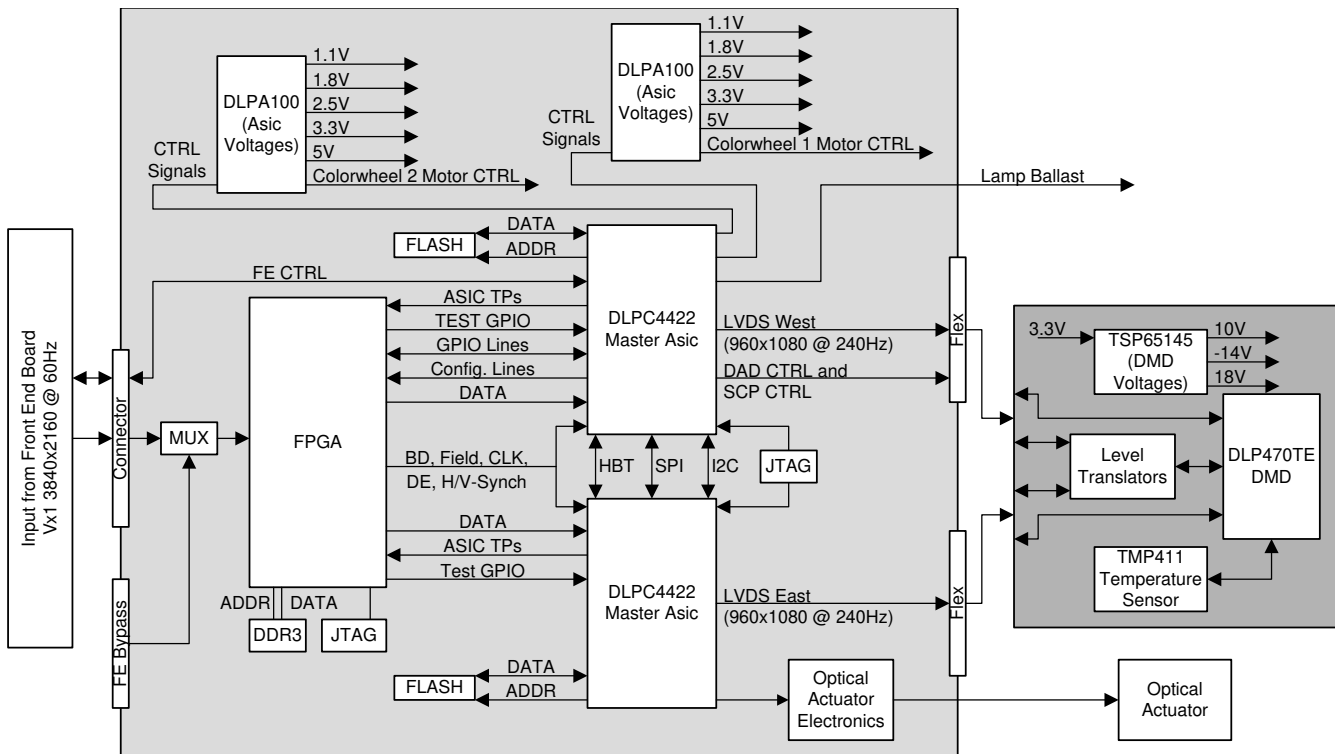 1.1V
1.8V
2.5V
3.3V
5V
DLPA100
(Asic
Voltages)
CTRL
Signals
Colorwheel 2 Motor CTRL
1.1V
1.8V
2.5V
3.3V
5V
DLPA100
(Asic
Voltages)
CTRL
Signals
Colorwheel 1 Motor CTRL
Lamp Ballast
Input from Front End Board
Vx1 3840x2160 @ 60Hz
Connector
FE Bypass
MUX
FLASH
DATA
ADDR
FE CTRL
FPGA
ASIC TPs
TEST GPIO
GPIO Lines
Config. Lines
DATA
BD, Field, CLK,
DE, H/V-Synch
DATA
ASIC TPs
Test GPIO
ADDR
DATA
DDR3
JTAG
DLPC4422
Master Asic
HBT
SPI
I2C
JTAG
DLPC4422
Master Asic
FLASH
DATA
ADDR
LVDS West
(960x1080 @ 240Hz)
DAD CTRL and
SCP CTRL
Flex
LVDS East
(960x1080 @ 240Hz)
Flex
Optical
Actuator
Electronics
Optical
Actuator
3.3V
TSP65145
(DMD
Voltages)
10V
-14V
18V
Level
Translators
DLP470TE
DMD
TMP411
Temperature
Sensor